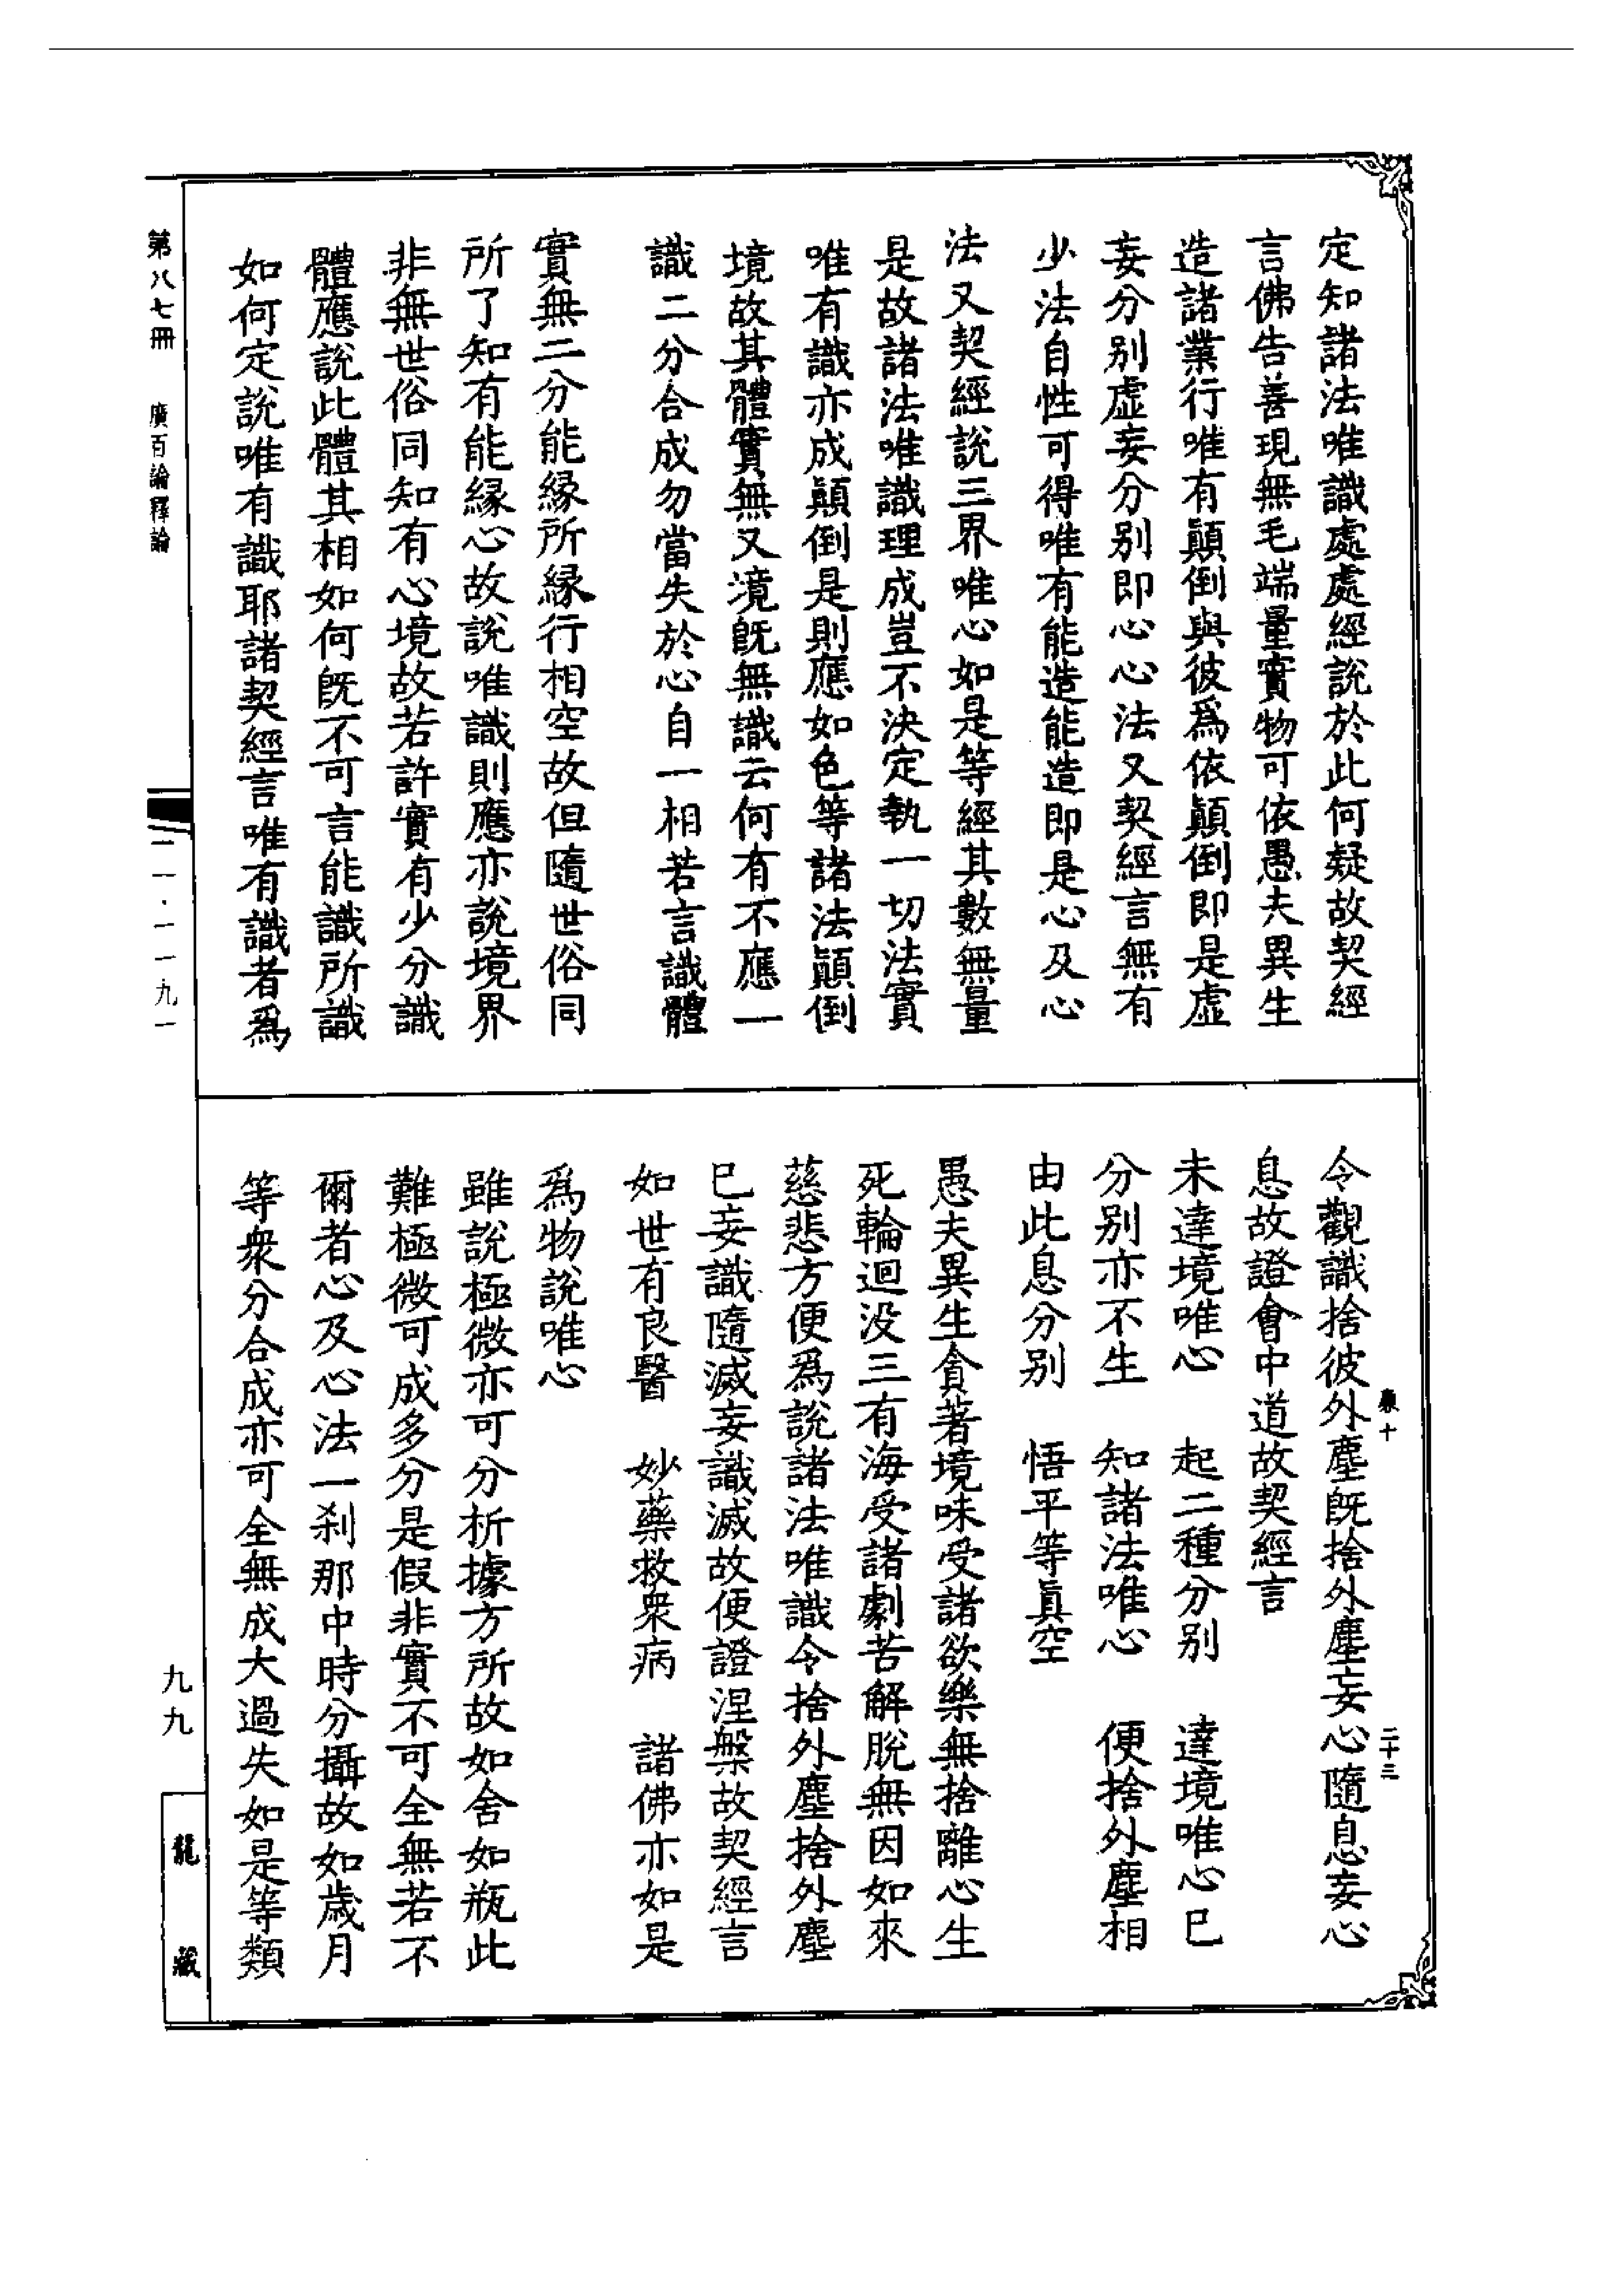 定知諸法唯識處處經說於此何疑故契經
言佛告善現無毛端量實物可依愚夫異生
造諸業行唯有顚倒與彼爲依顚倒即是虛
妄分別虛妄分別即心心法又契經言無有
少法自性可得唯有能造能造即是心及心
法又契經說三界唯心如是等經其數無量
是故諸法唯識理成豈不決定執一切法實
唯有識亦成顚倒是則應如色等諸法顚倒
境故其體實無又境旣無識云何有不應一
識二分合成勿當失於心自一相若言識體
實無二分能緣所緣行相空故但隨世俗同
所了知有能緣心故說唯識則應亦說境界
非無世俗同知有心境故若許實有少分識
體應說此體其相如何旣不可言能識所識
如何定說唯有識耶諸契經言唯有識者爲
令觀識捨彼外塵旣捨外塵妄心隨息妄心
息故證會中道故契經言
未達境唯心 起二種分別 達境唯心已
分別亦不生 知諸法唯心 便捨外塵相
由此息分別 悟平等眞空
愚夫異生貪著境味受諸欲樂無捨離心生
死輪迴没三有海受諸劇苦解脫無因如來
慈悲方便爲說諸法唯識令捨外塵捨外塵
已妄識隨滅妄識滅故便證涅槃故契經言
如世有良醫 妙藥救衆病 諸佛亦如是
爲物說唯心
雖說極微亦可分析據方所故如舍如瓶此
難極微可成多分是假非實不可全無若不
爾者心及心法一刹那中時分攝故如歲月
等衆分合成亦可全無成大過失如是等類
第八七冊 廣百論釋論
二一·一一九一
九九
龍藏
十
二十三